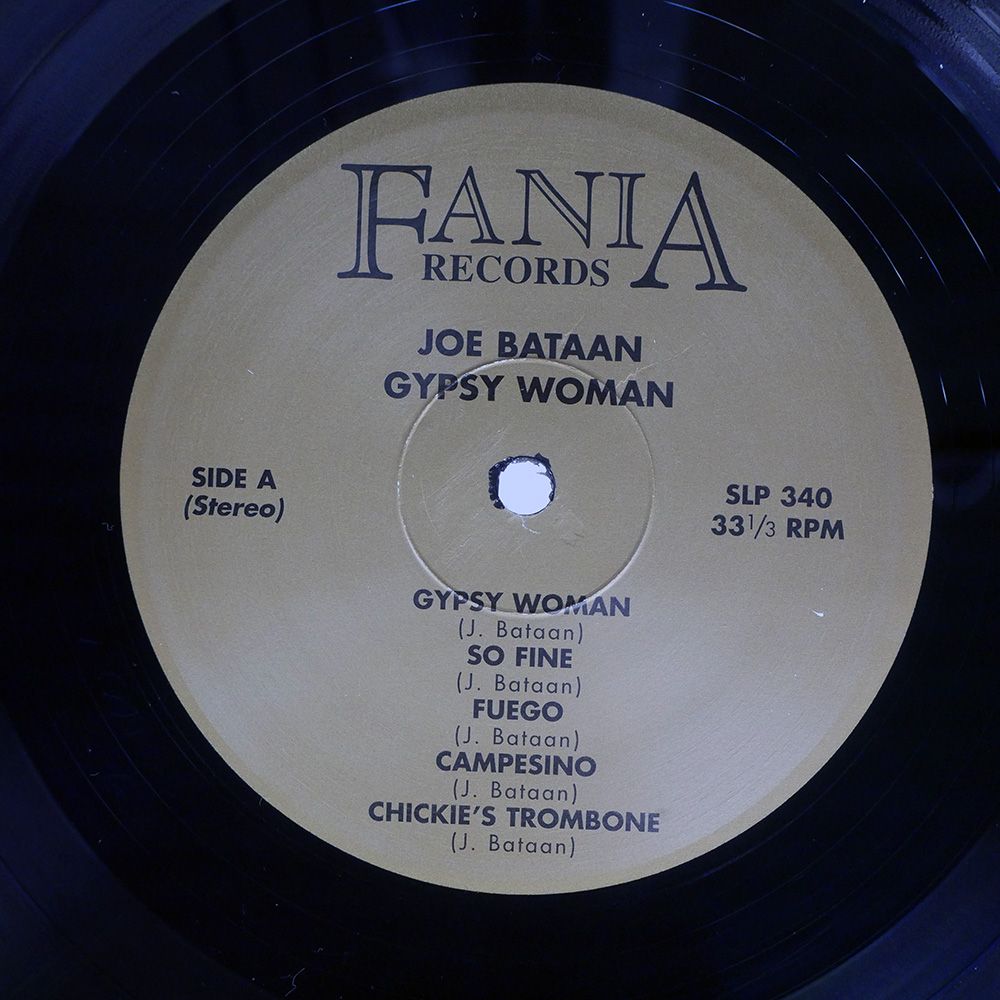 FANIA
RECORDS
JOE BATAAN
GYPSY WOMAN
SIDE A
(Stereo)
SLP 340
33 1/3 RPM
GYPSY WOMAN
(J. Bataan)
SO FINE
(J. Bataan)
FUEGO
(J. Bataan)
CAMPESINO
(J. Bataan)
CHICKIE'S TROMBONE
(J. Bataan)